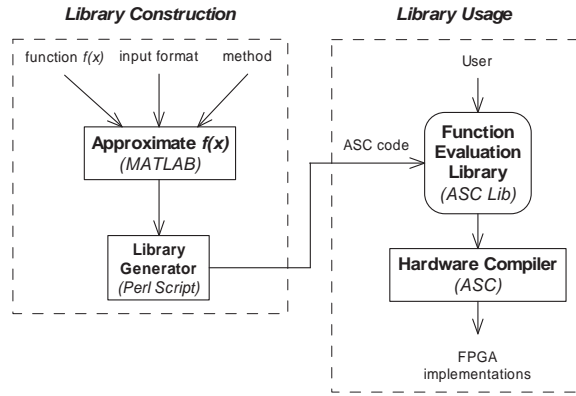 Library Construction
function f(x)
input format
method
Approximate f(x)
(MATLAB)
Library
Generator
(Perl Script)
Library Usage
User
ASC code
Function
Evaluation
Library
(ASC Lib)
Hardware Compiler
(ASC)
FPGA
implementations